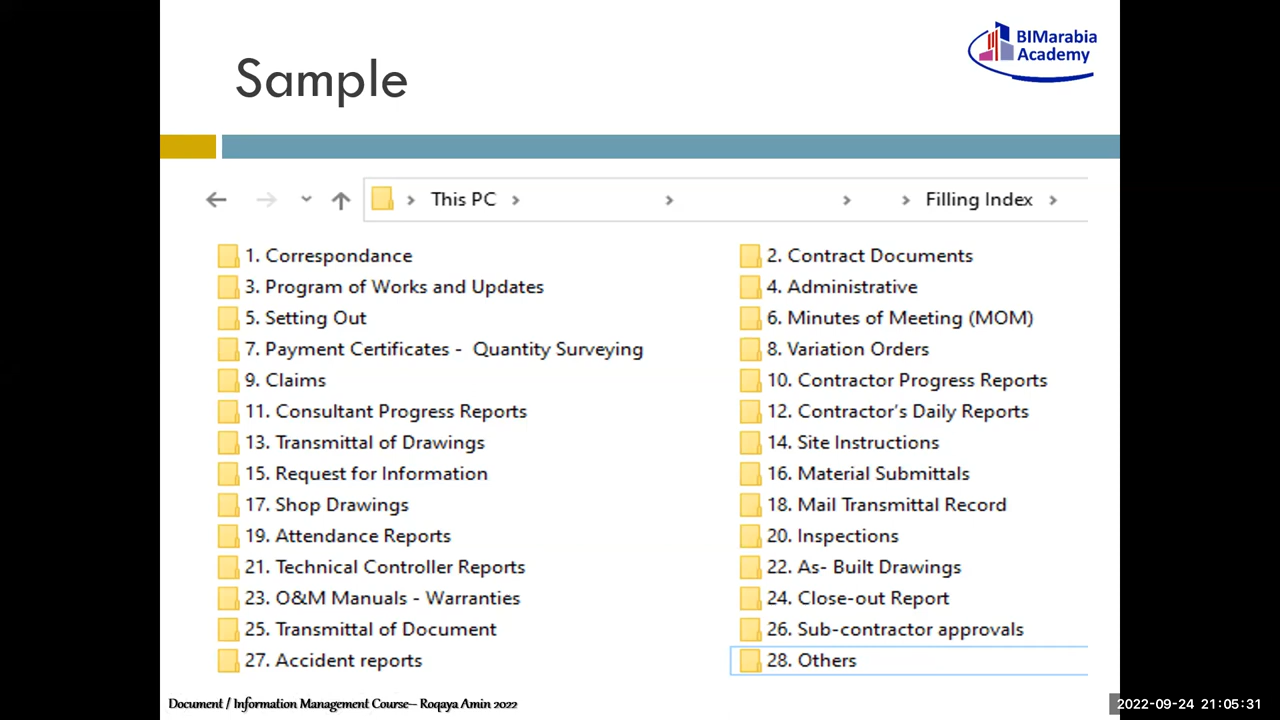 BIMarabia
Academy
Sample
This PC
Filling Index
1. Correspondance
2. Contract Documents
3. Program of Works and Updates
4. Administrative
5. Setting Out
6. Minutes of Meeting (MOM)
7. Payment Certificates - Quantity Surveying
8. Variation Orders
9. Claims
10. Contractor Progress Reports
11. Consultant Progress Reports
12. Contractor's Daily Reports
13. Transmittal of Drawings
14. Site Instructions
15. Request for Information
16. Material Submittals
17. Shop Drawings
18. Mail Transmittal Record
19. Attendance Reports
20. Inspections
21. Technical Controller Reports
22. As- Built Drawings
23. O&M Manuals - Warranties
24. Close-out Report
25. Transmittal of Document
26. Sub-contractor approvals
27. Accident reports
28. Others
Document / Information Management Course– Roqaya Amin 2022
2022-09-24 21:05:31